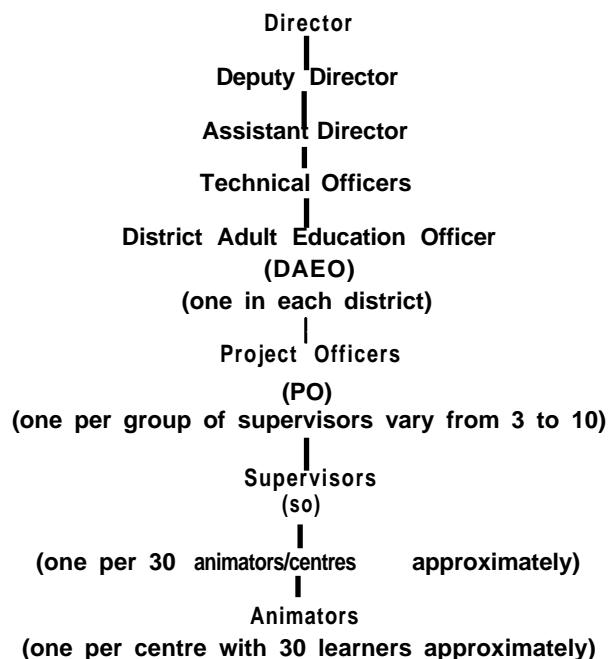 Director
Deputy Director
Assistant Director
Technical Officers
District Adult Education Officer
(DAEO)
(one in each district)
Project Officers
(PO)
(one per group of supervisors vary from 3 to 10)
Supervisors
(so)
(one per 30 animators/centres approximately)
Animators
(one per centre with 30 learners approximately)